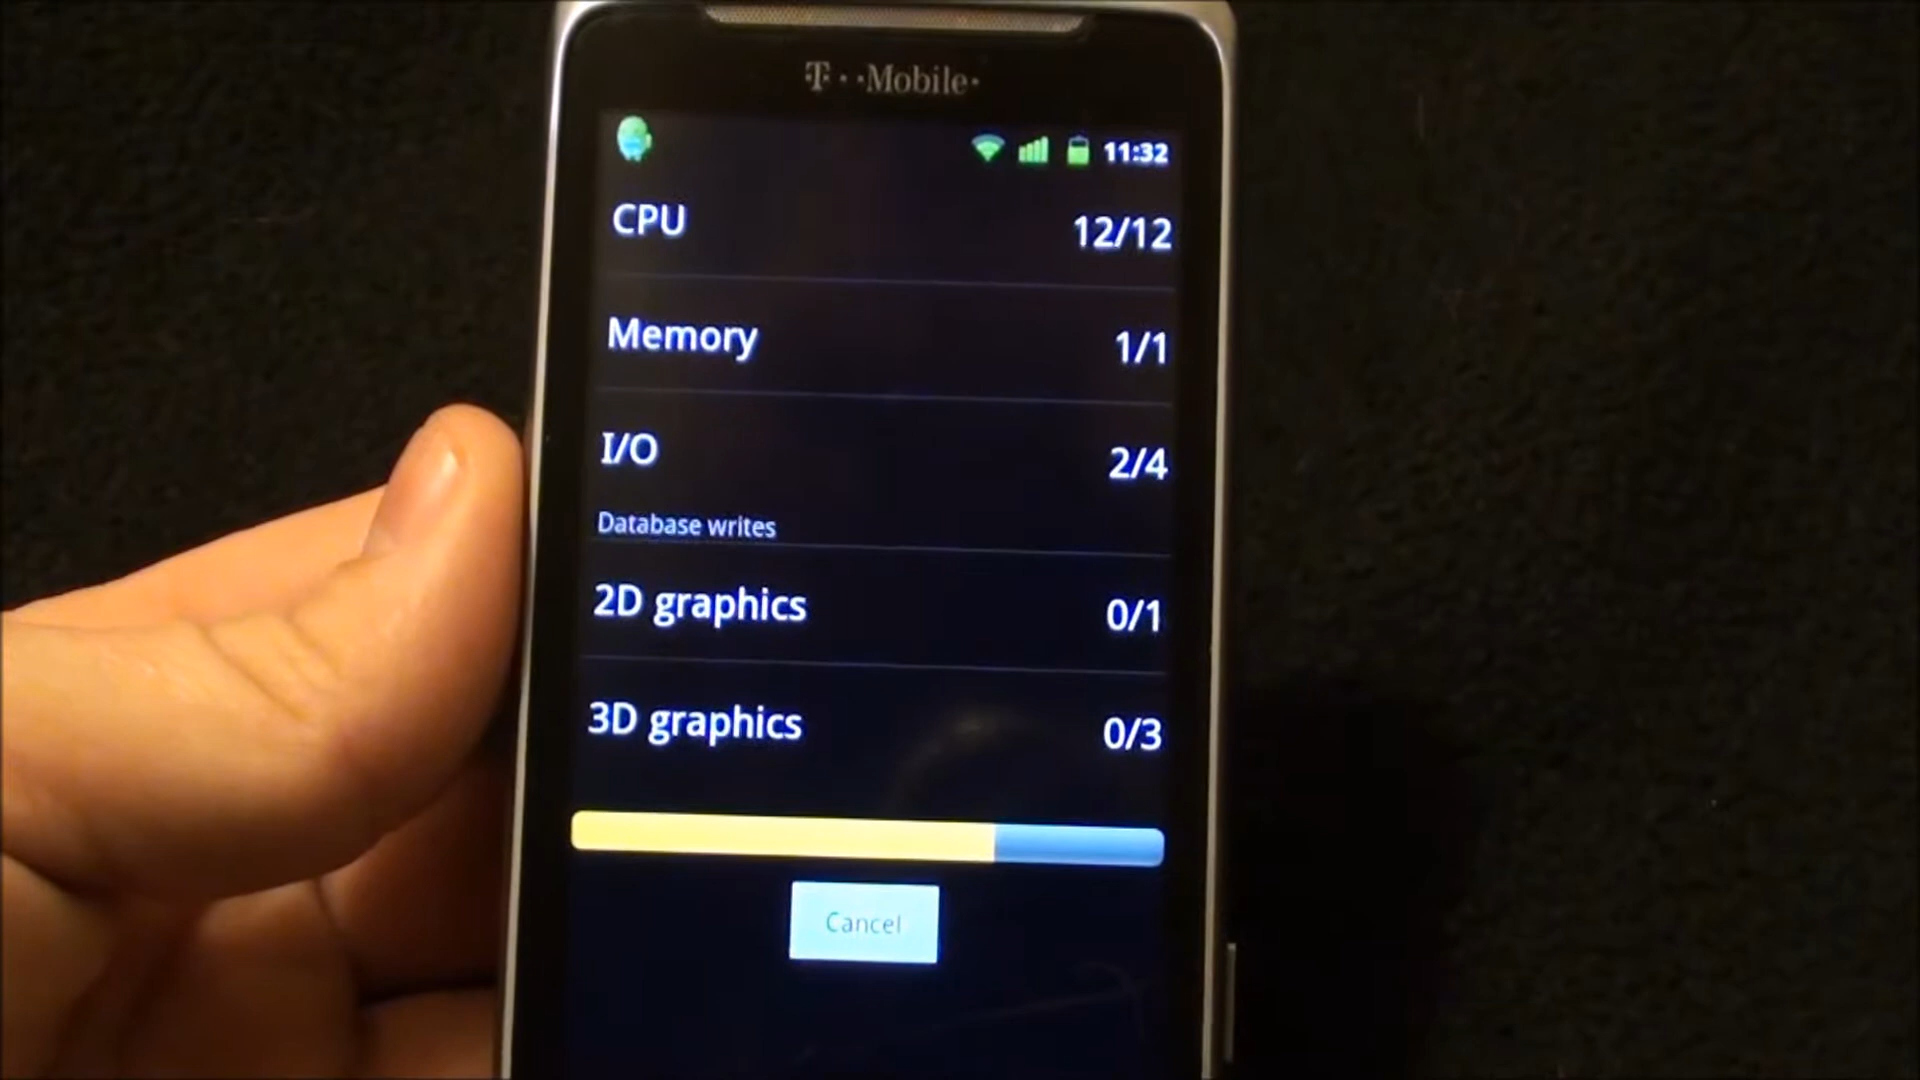 T··Mobile·
11:32
CPU 12/12
Memory 1/1
I/O 2/4
Database writes
2D graphics 0/1
3D graphics 0/3
Cancel